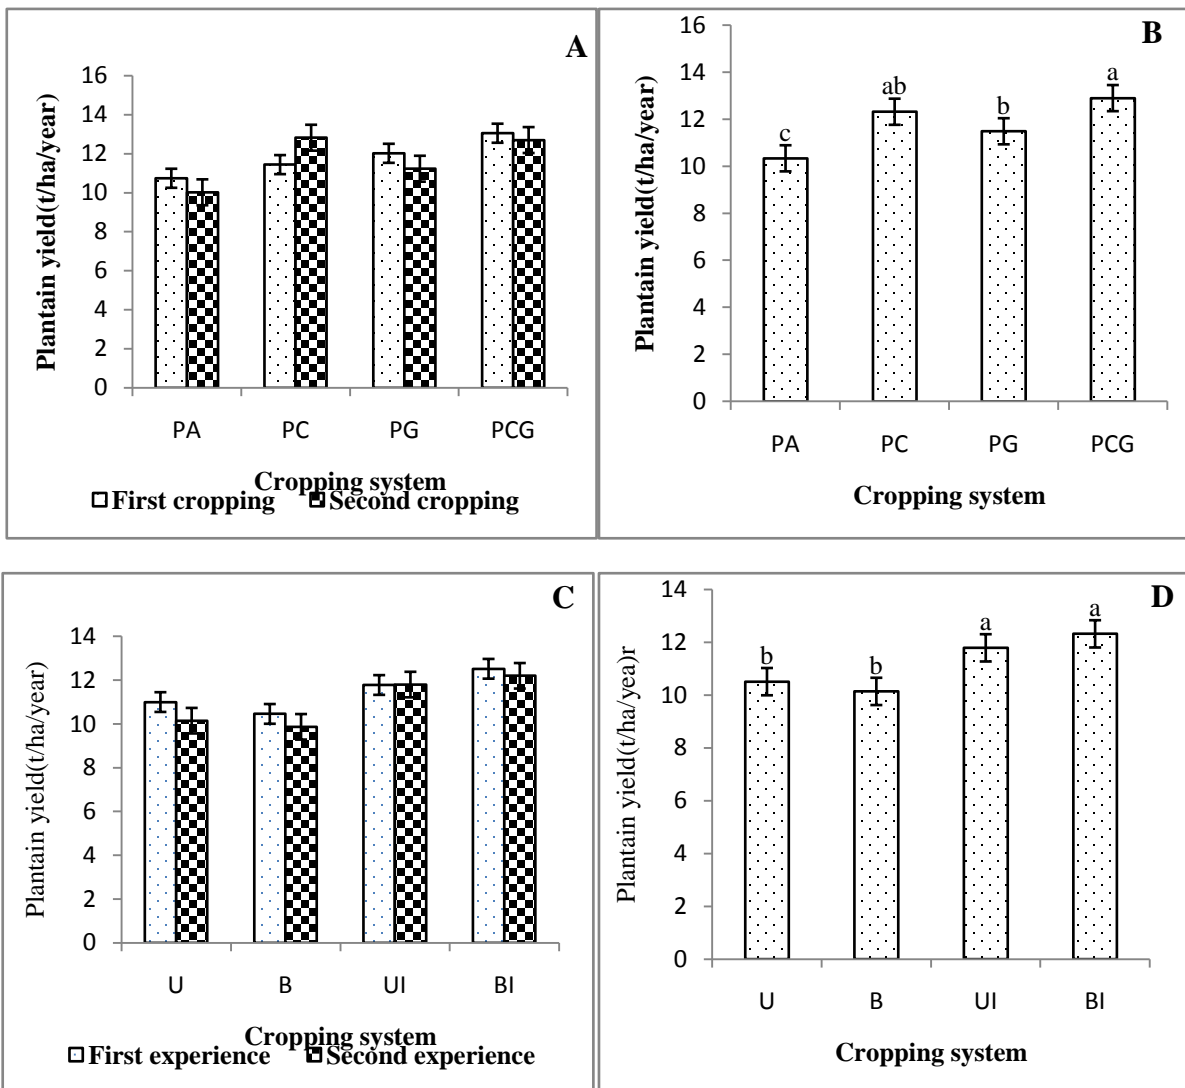 A
Plantain yield(t/ha/year)
16
14
12
10
8
6
4
2
0
PA PC PG PCG
Cropping system
First cropping Second cropping
B
Plantain yield(t/ha/year)
16
14
12
10
8
6
4
2
0
c ab b a
PA PC PG PCG
Cropping system
C
Plantain yield(t/ha/year)
14
12
10
8
6
4
2
0
U B UI BI
Cropping system
First experience Second experience
D
Plantain yield(t/ha/yea)r
14
12
10
8
6
4
2
0
b b a a
U B UI BI
Cropping system